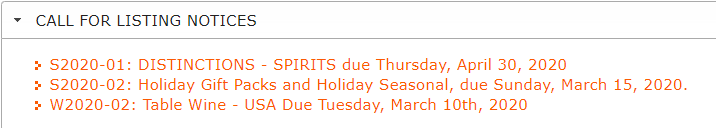 CALL FOR LISTING NOTICES
S2020-01: DISTINCTIONS - SPIRITS due Thursday, April 30, 2020
S2020-02: Holiday Gift Packs and Holiday Seasonal, due Sunday, March 15, 2020.
W2020-02: Table Wine - USA Due Tuesday, March 10th, 2020